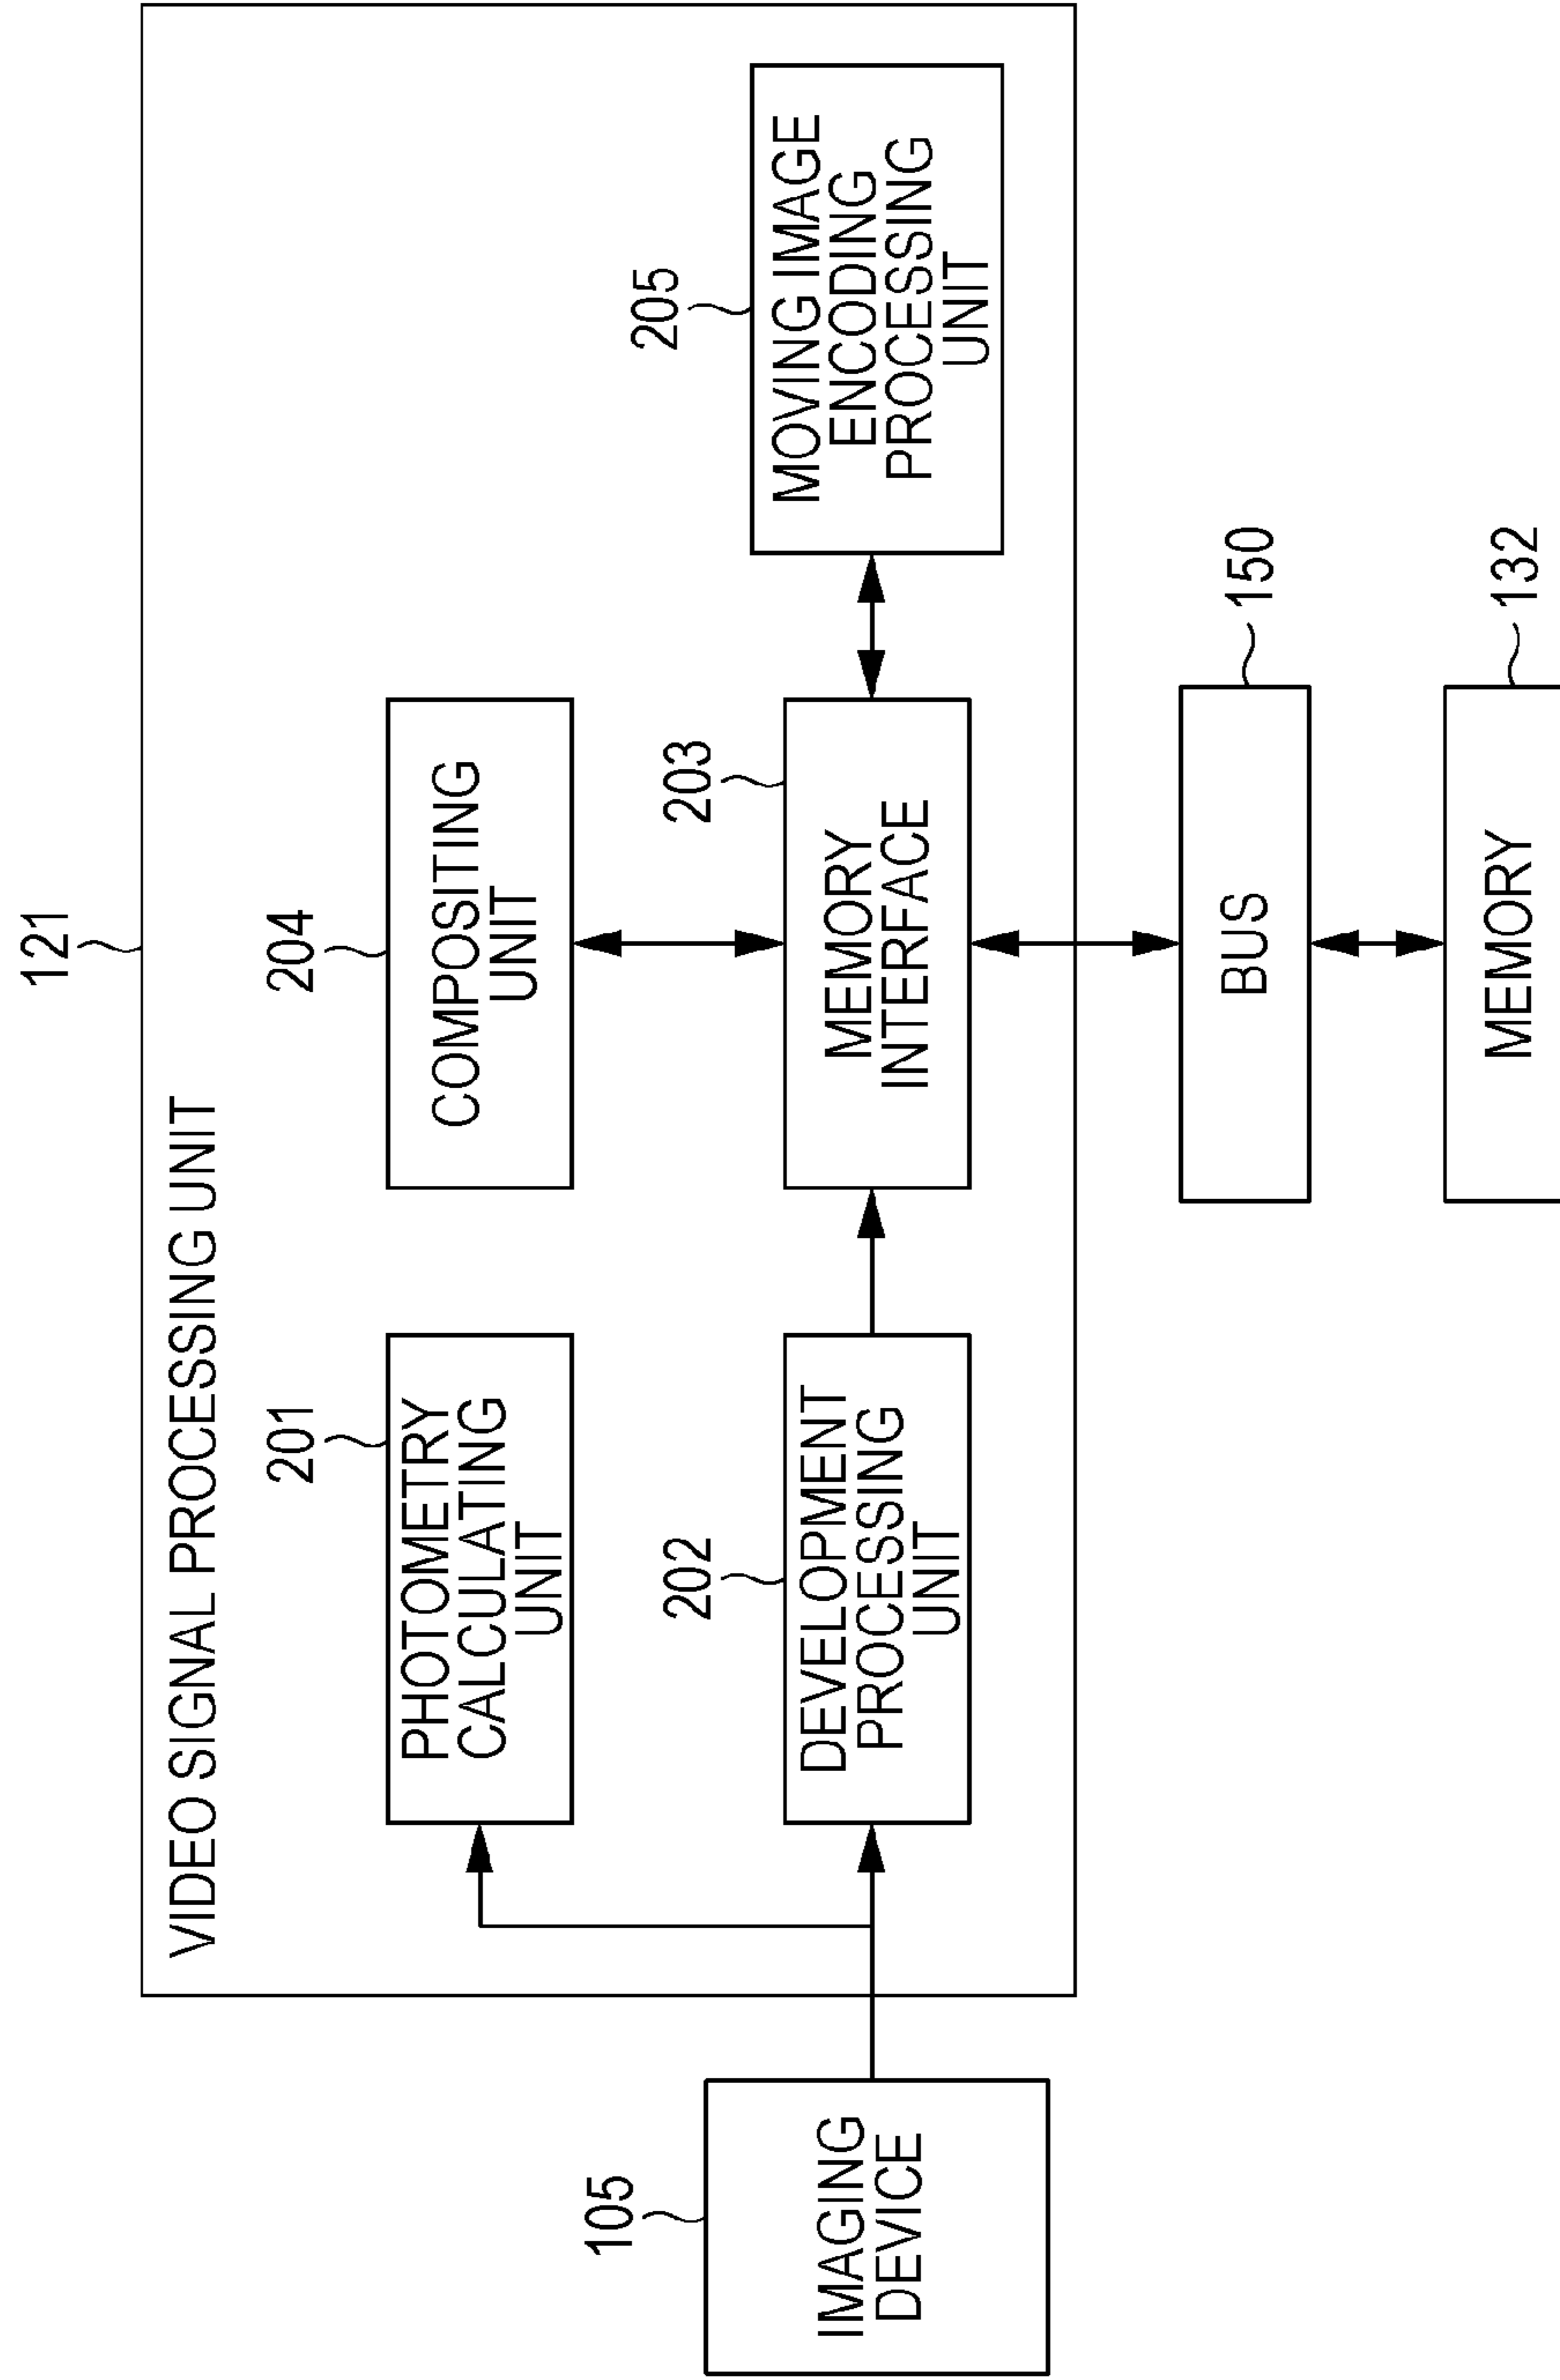 121
VIDEO SIGNAL PROCESSING UNIT
201
PHOTOMETRY
CALCULATING
UNIT
204
COMPOSITING
UNIT
105
IMAGING
DEVICE
202
DEVELOPMENT
PROCESSING
UNIT
203
MEMORY
INTERFACE
205
MOVING IMAGE
ENCODING
PROCESSING
UNIT
BUS
150
MEMORY
132